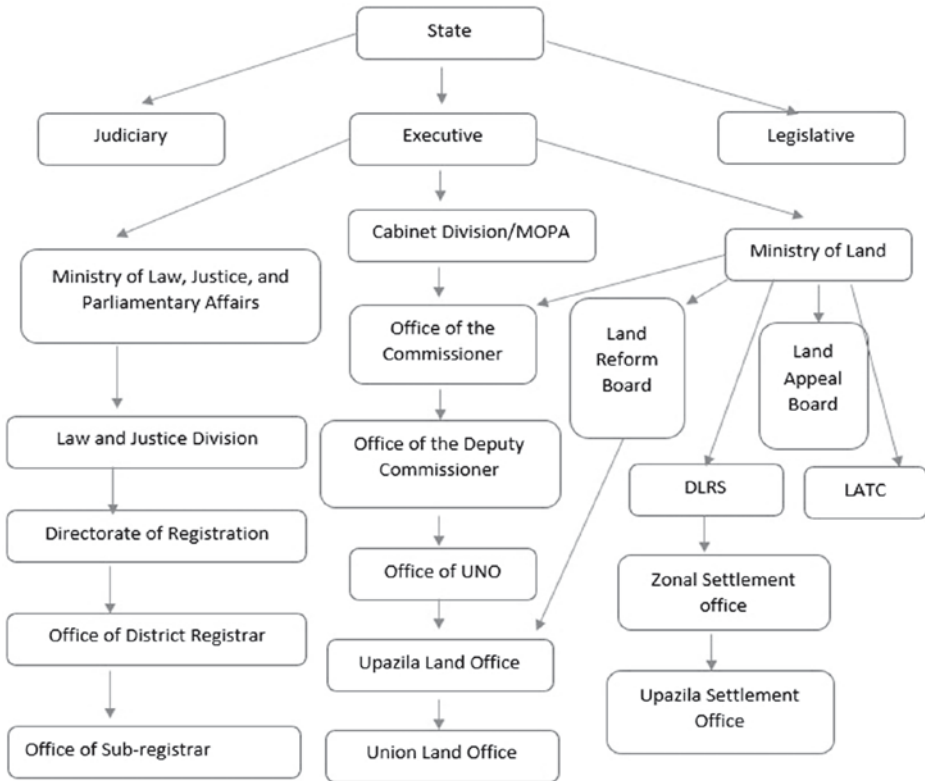 State
Judiciary
Executive
Legislative
Cabinet Division/MOPA
Ministry of Land
Ministry of Law, Justice, and
Parliamentary Affairs
Office of the
Commissioner
Land
Reform
Board
Land
Appeal
Board
Law and Justice Division
Office of the Deputy
Commissioner
DLRS
LATC
Directorate of Registration
Office of UNO
Zonal Settlement
office
Office of District Registrar
Upazila Land Office
Upazila Settlement
Office
Office of Sub-registrar
Union Land Office